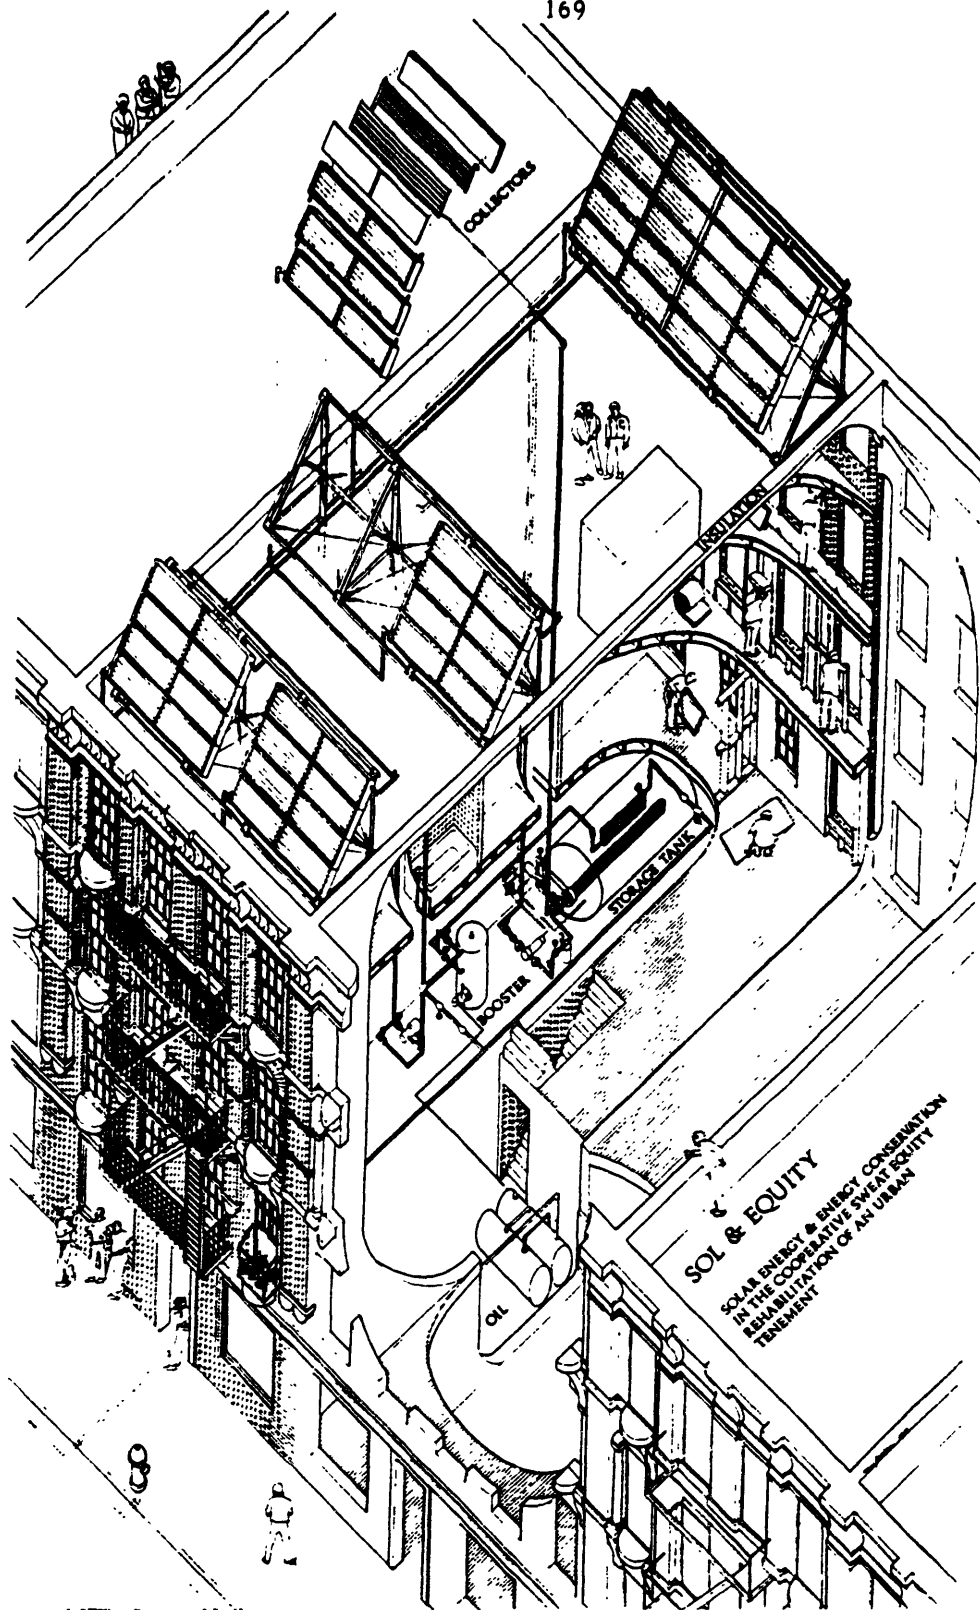 169
COLLECTORS
INSULATION
STORAGE TANK
BOOSTER
OIL
SOL & EQUITY
SOLAR ENERGY & ENERGY CONSERVATION
IN THE COOPERATIVE SWEAT EQUITY
REHABILITATION OF AN URBAN
TENEMENT